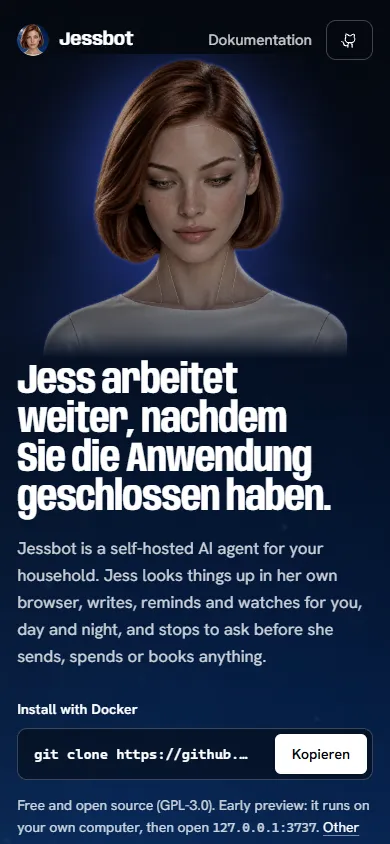 Jessbot
Dokumentation
Jess arbeitet
weiter, nachdem
Sie die Anwendung
geschlossen haben.
Jessbot is a self-hosted AI agent for your
household. Jess looks things up in her own
browser, writes, reminds and watches for you,
day and night, and stops to ask before she
sends, spends or books anything.
Install with Docker
git clone https://github.…
Kopieren
Free and open source (GPL-3.0). Early preview: it runs on
your own computer, then open 127.0.0.1:3737. Other